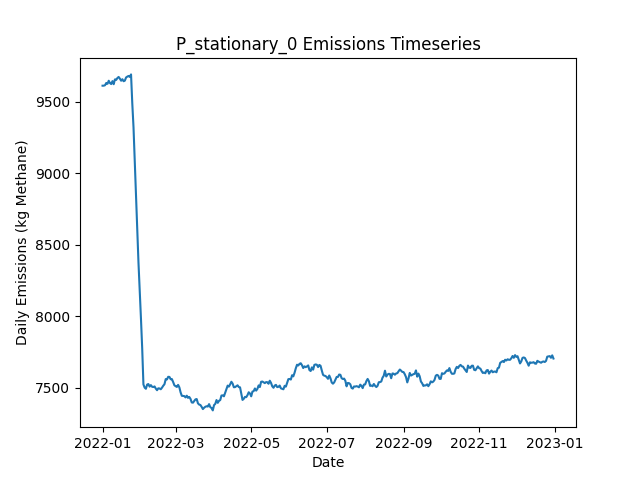 P_stationary_0 Emissions Timeseries
9500
9000
8500
8000
7500
Daily Emissions (kg Methane)
2022-01 2022-03 2022-05 2022-07 2022-09 2022-11 2023-01
Date